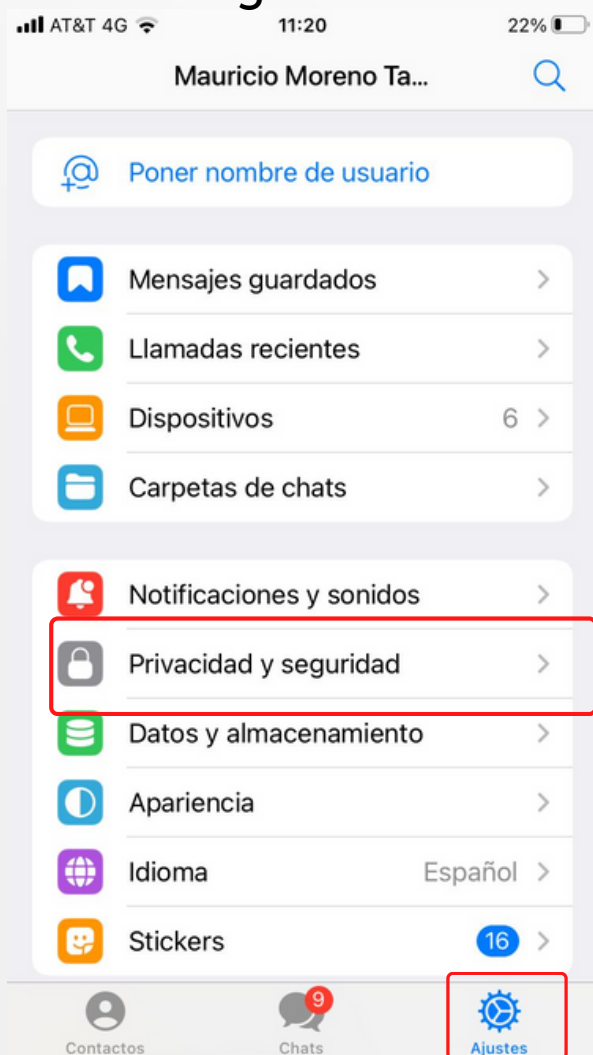 AT&T 4G 11:20 22%
Mauricio Moreno Ta...
Poner nombre de usuario
Mensajes guardados
Llamadas recientes
Dispositivos 6
Carpetas de chats
Notificaciones y sonidos
Privacidad y seguridad
Datos y almacenamiento
Apariencia
Idioma Español
Stickers 16
9
Contactos Chats Ajustes